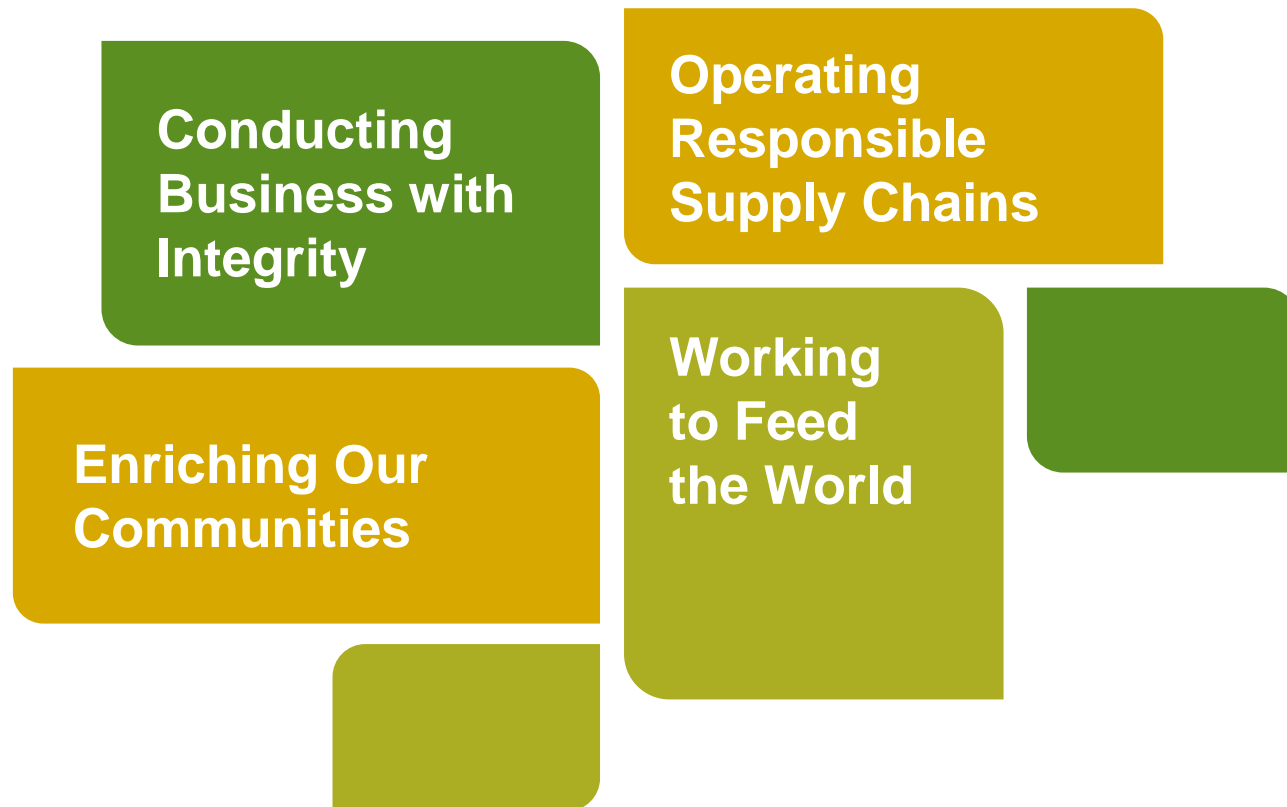 Conducting
Business with
Integrity
Operating
Responsible
Supply Chains
Enriching Our
Communities
Working
to Feed
the World